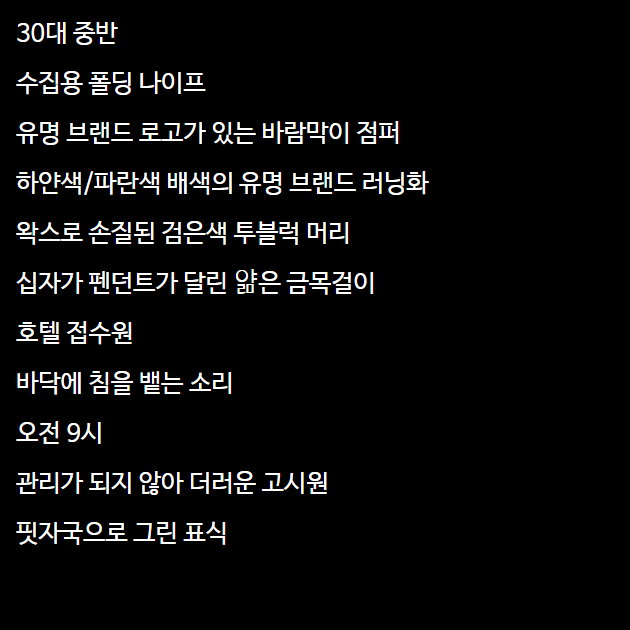 30대 중반
수집용 폴딩 나이프
유명 브랜드 로고가 있는 바람막이 점퍼
하얀색/파란색 배색의 유명 브랜드 러닝화
왁스로 손질된 검은색 투블럭 머리
십자가 펜던트가 달린 얆은 금목걸이
호텔 접수원
바닥에 침을 뱉는 소리
오전 9시
관리가 되지 않아 더러운 고시원
핏자국으로 그린 표식